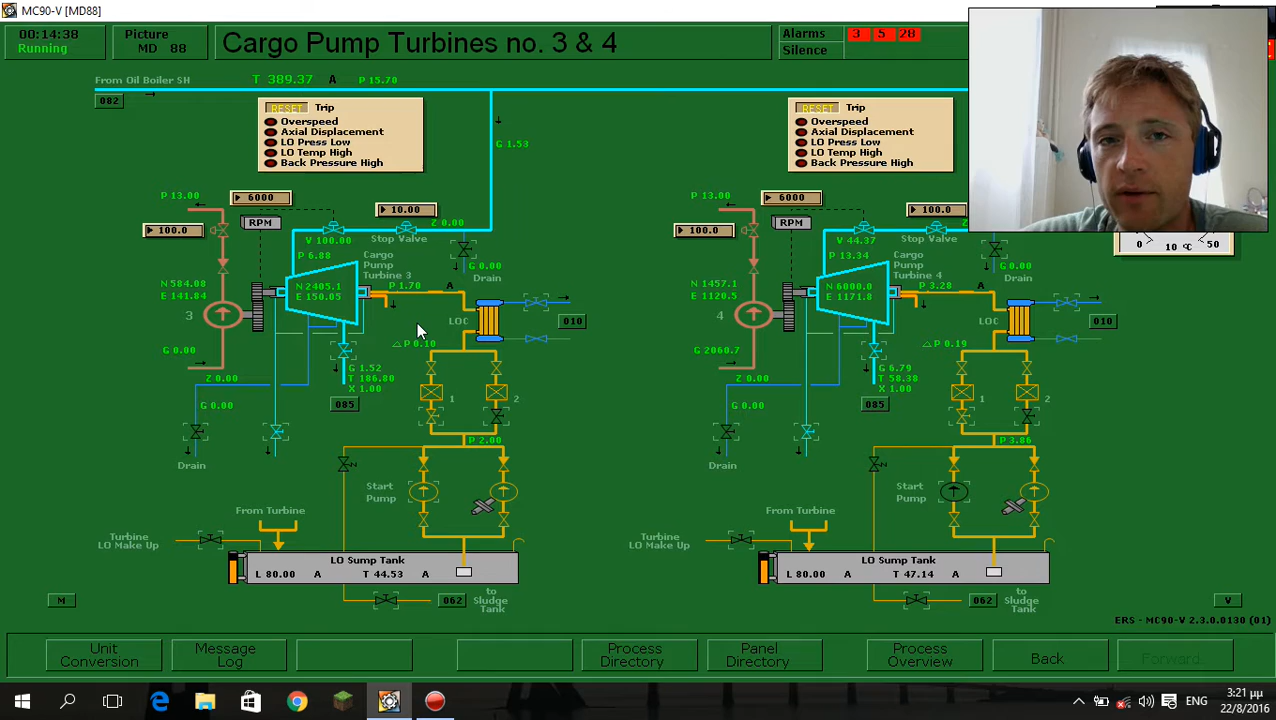 MC90-V [MD88]
00:14:38
Running
Picture
MD 88
Cargo Pump Turbines no. 3 & 4
Alarms
3 5 28
Silence
From Oil Boiler SH
T 389.37 A P 15.70
082
RESET Trip
Overspeed
Axial Displacement
LO Press Low
LO Temp High
Back Pressure High
RESET Trip
Overspeed
Axial Displacement
LO Press Low
LO Temp High
Back Pressure High
G 1.53
P 13.00
6000
10.00
100.0
RPM
Z 0.00
V 100.00
Stop Valve
P 6.88
Cargo
Pump
Turbine 3
G 0.00
Drain
N 584.08
E 141.84
N 2405.1
E 150.05
P 1.70
A
3
LOC
010
P 0.10
G 0.00
Z 0.00
G 1.52
T 186.80
X 1.00
085
G 0.00
1
2
Drain
P 2.00
Start
Pump
From Turbine
Turbine
LO Make Up
LO Sump Tank
L 80.00 A T 44.53 A
062
to
Sludge
Tank
M
P 13.00
6000
100.0
100.0
RPM
Z 0.00
V 44.37
Stop Valve
P 13.34
Cargo
Pump
Turbine 4
G 0.00
Drain
0 10 °C 50
N 1457.1
E 1120.5
N 6000.0
E 1171.8
P 3.28
A
4
LOC
010
P 0.19
G 2060.7
Z 0.00
G 6.79
T 58.38
X 1.00
085
G 0.00
1
2
Drain
P 3.86
Start
Pump
From Turbine
Turbine
LO Make Up
LO Sump Tank
L 80.00 A T 47.14 A
062
to
Sludge
Tank
V
ERS - MC90-V 2.3.0.0130 (01)
Unit
Conversion
Message
Log
Process
Directory
Panel
Directory
Process
Overview
Back
Forward
ENG
3:21 μμ
22/8/2016